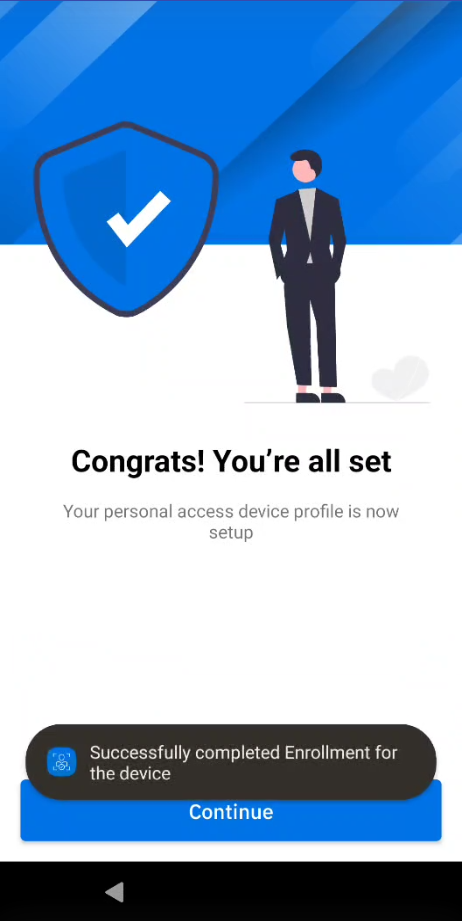 Congrats! You’re all set
Your personal access device profile is now
setup
Successfully completed Enrollment for
the device
Continue